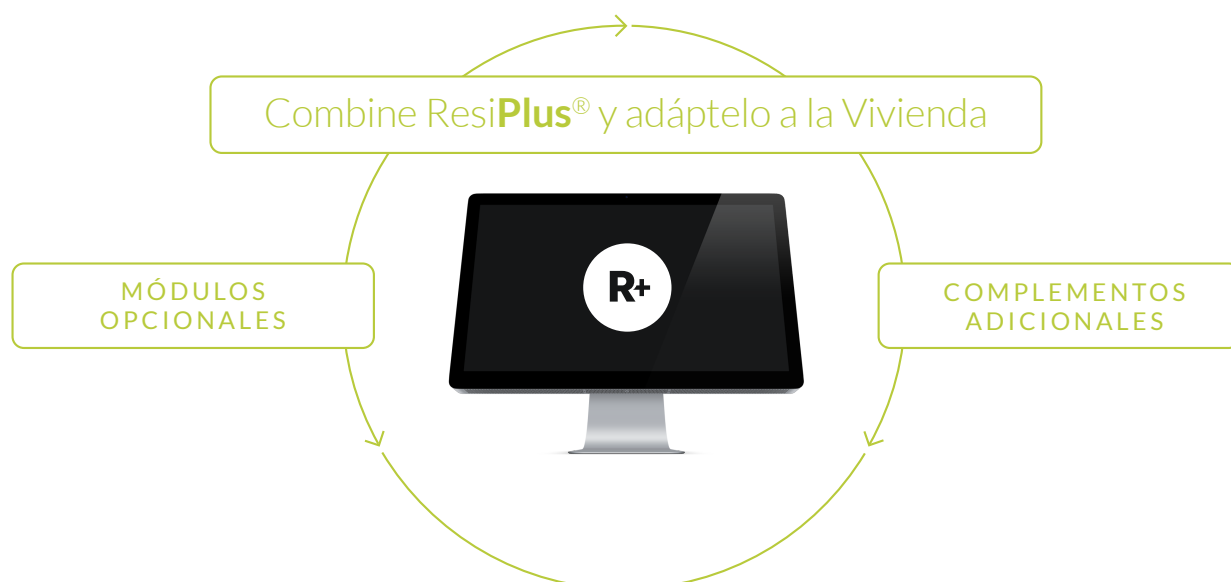 Combine ResiPlus® y adáptelo a la Vivienda
MÓDULOS
OPCIONALES
R+
COMPLEMENTOS
ADICIONALES